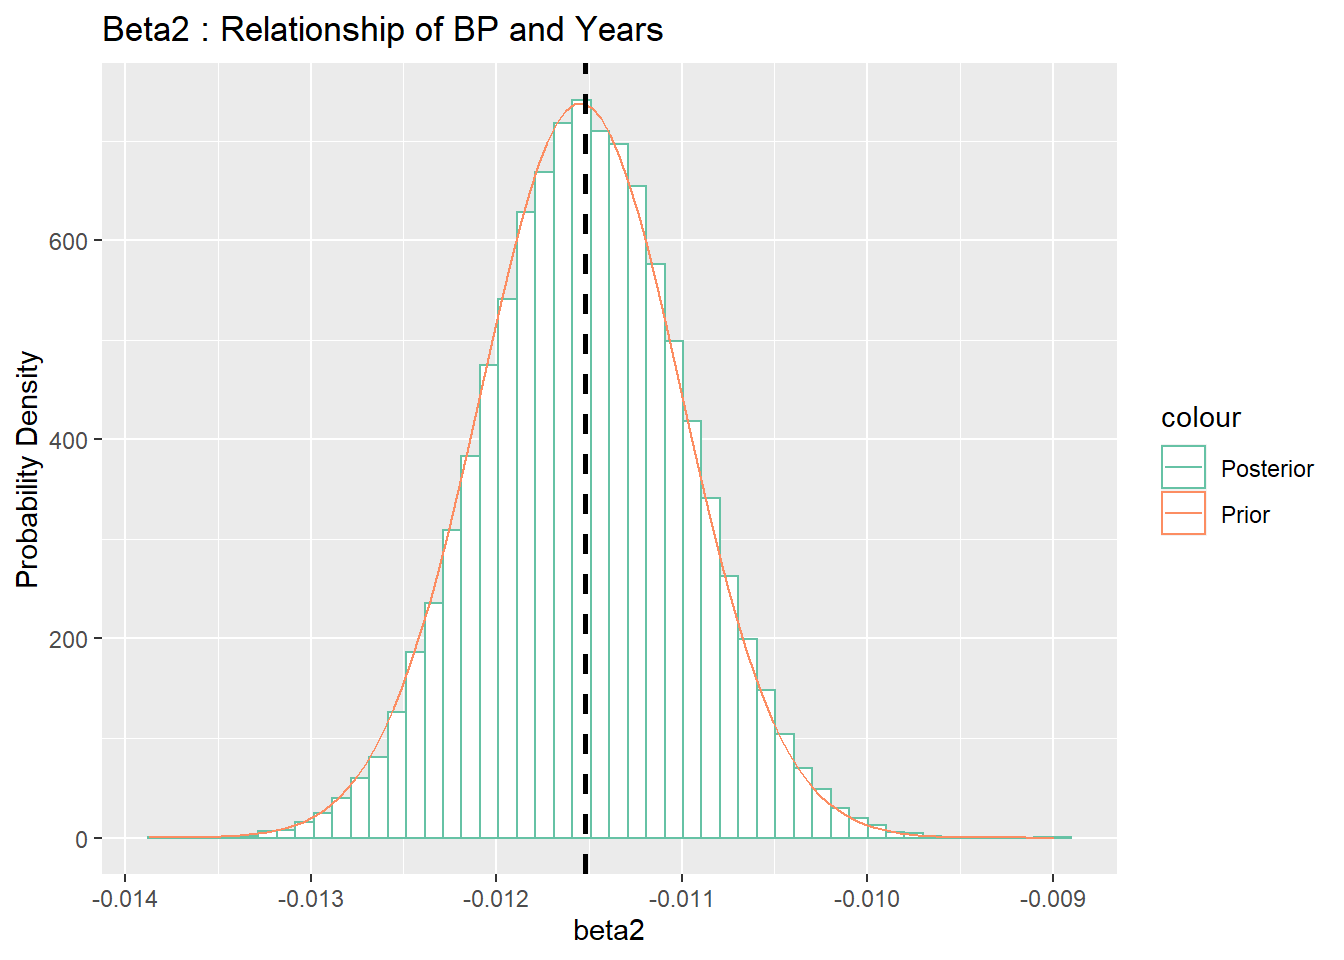 Beta2 : Relationship of BP and Years
Probability Density
600
400
200
0
-0.014 -0.013 -0.012 -0.011 -0.010 -0.009
beta2
colour
Posterior
Prior